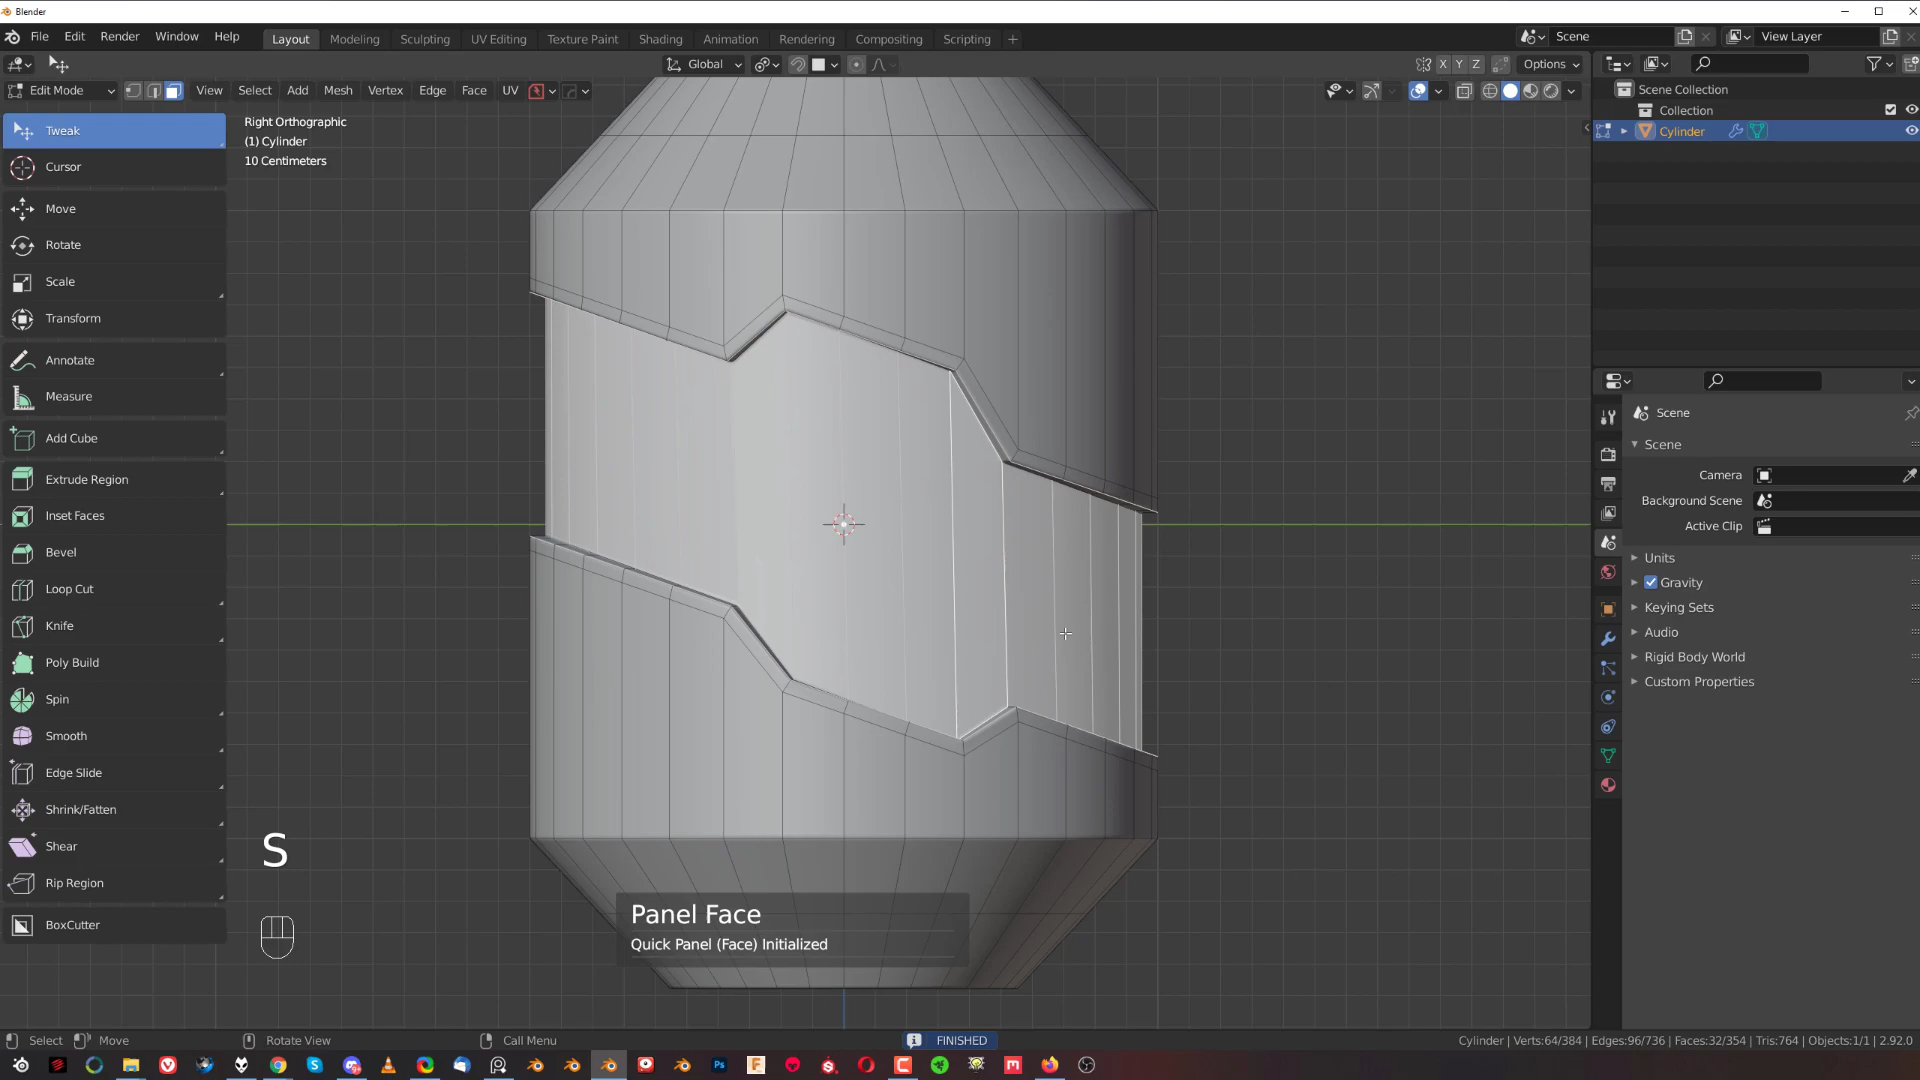 Blender
File Edit Render Window Help
Layout Modeling Sculpting UV Editing Texture Paint Shading Animation Rendering Compositing Scripting +
Scene
View Layer
Global
X Y Z
Options
Edit Mode
View Select Add Mesh Vertex Edge Face UV
Tweak
Cursor
Move
Rotate
Scale
Transform
Annotate
Measure
Add Cube
Extrude Region
Inset Faces
Bevel
Loop Cut
Knife
Poly Build
Spin
Smooth
Edge Slide
Shrink/Fatten
Shear
Rip Region
BoxCutter
Right Orthographic
(1) Cylinder
10 Centimeters
S
Panel Face
Quick Panel (Face) Initialized
Scene Collection
Collection
Cylinder
Scene
Scene
Camera
Background Scene
Active Clip
Units
Gravity
Keying Sets
Audio
Rigid Body World
Custom Properties
Select
Move
Rotate View
Call Menu
FINISHED
Cylinder | Verts:64/384 | Edges:96/736 | Faces:32/354 | Tris:764 | Objects:1/1 | 2.92.0